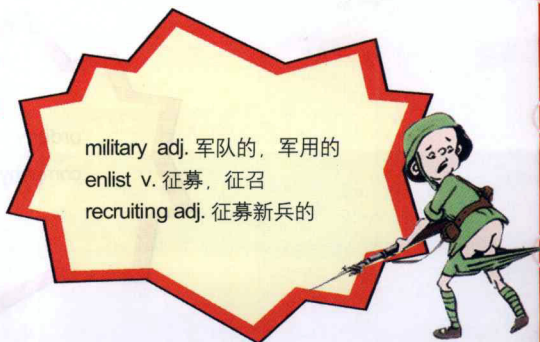 military adj. 军队的，军用的
enlist v. 征募，征召
recruiting adj. 征募新兵的